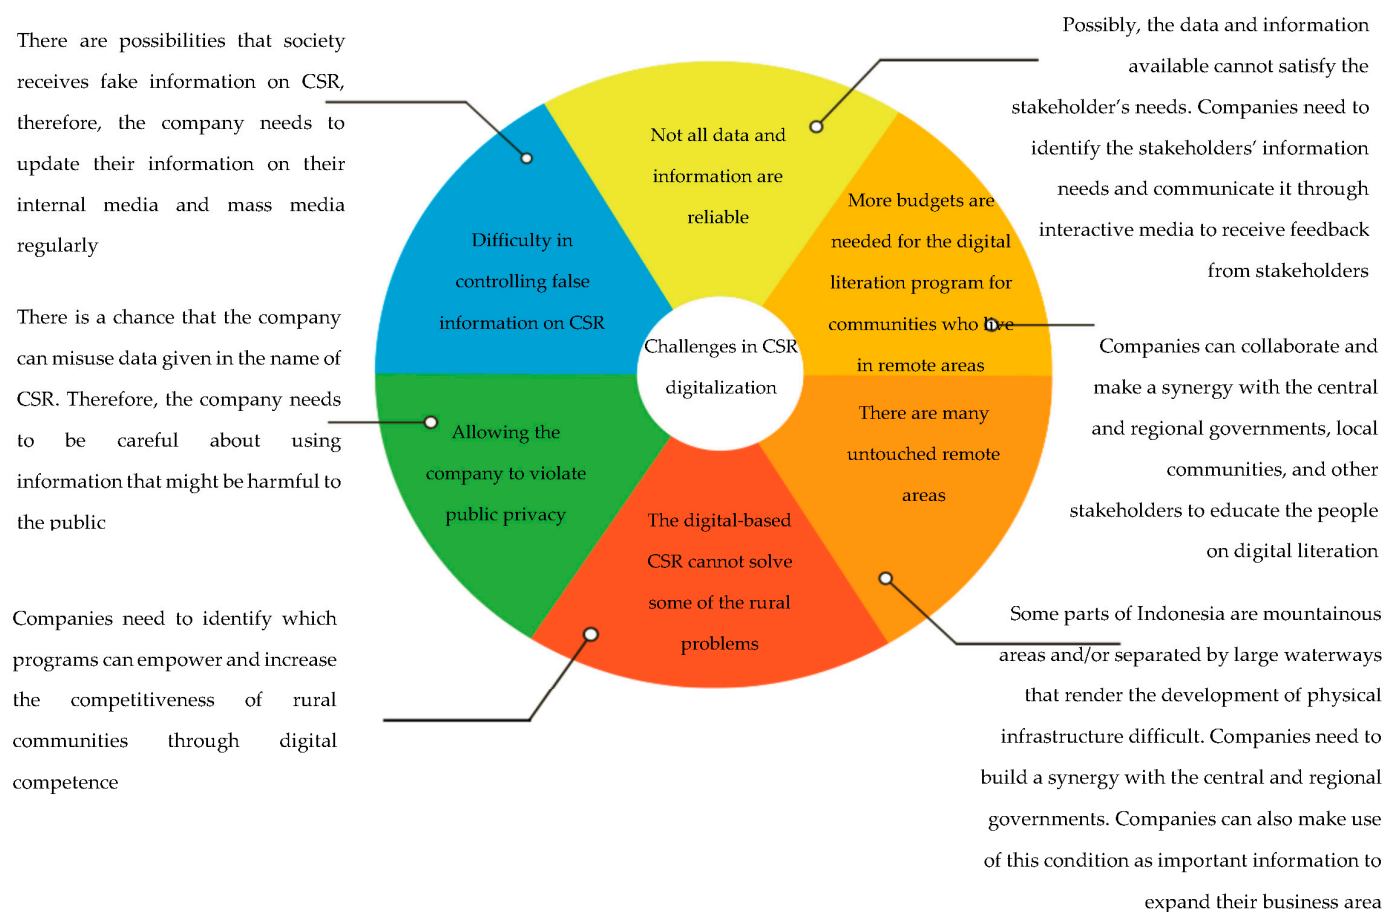 There are possibilities that society
receives fake information on CSR,
therefore, the company needs to
update their information on their
internal media and mass media
regularly
There is a chance that the company
can misuse data given in the name of
CSR. Therefore, the company needs
to be careful about using
information that might be harmful to
the public
Companies need to identify which
programs can empower and increase
the competitiveness of rural
communities through digital
competence
Not all data and
information are
reliable
Difficulty in
controlling false
information on CSR
More budgets are
needed for the digital
literation program for
communities who live
in remote areas
Challenges in CSR
digitalization
Allowing the
company to violate
public privacy
There are many
untouched remote
areas
The digital-based
CSR cannot solve
some of the rural
problems
Possibly, the data and information
available cannot satisfy the
stakeholder’s needs. Companies need to
identify the stakeholders’ information
needs and communicate it through
interactive media to receive feedback
from stakeholders
Companies can collaborate and
make a synergy with the central
and regional governments, local
communities, and other
stakeholders to educate the people
on digital literation
Some parts of Indonesia are mountainous
areas and/or separated by large waterways
that render the development of physical
infrastructure difficult. Companies need to
build a synergy with the central and regional
governments. Companies can also make use
of this condition as important information to
expand their business area